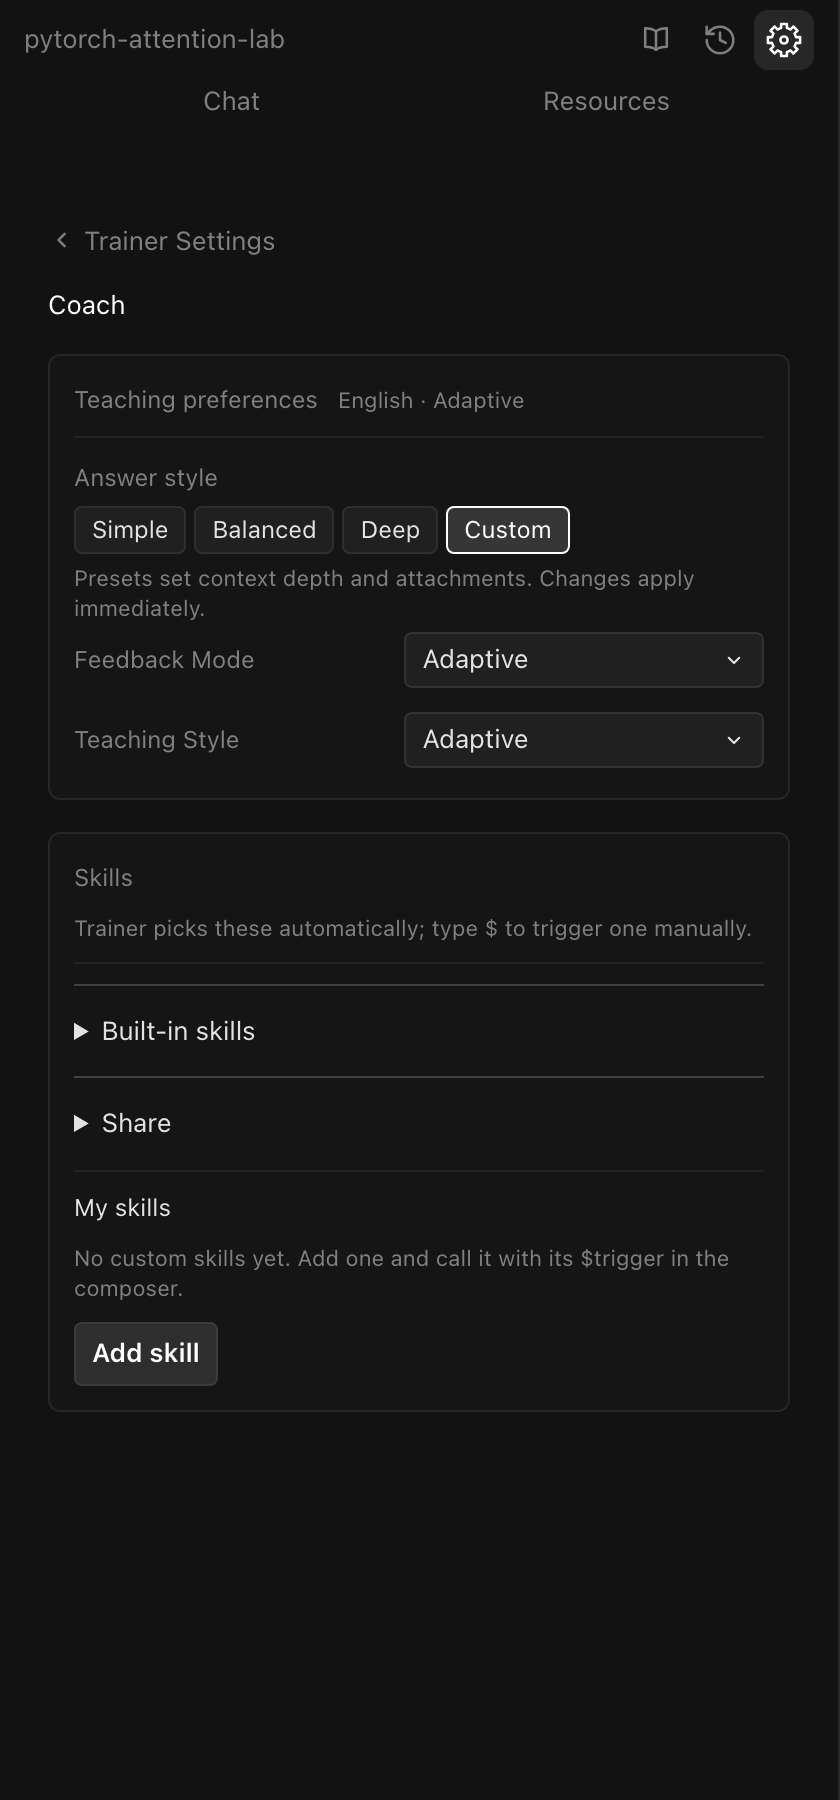 pytorch-attention-lab
Chat
Resources
Trainer Settings
Coach
Teaching preferences English · Adaptive
Answer style
Simple
Balanced
Deep
Custom
Presets set context depth and attachments. Changes apply
immediately.
Feedback Mode
Adaptive
Teaching Style
Adaptive
Skills
Trainer picks these automatically; type $ to trigger one manually.
Built-in skills
Share
My skills
No custom skills yet. Add one and call it with its $trigger in the
composer.
Add skill